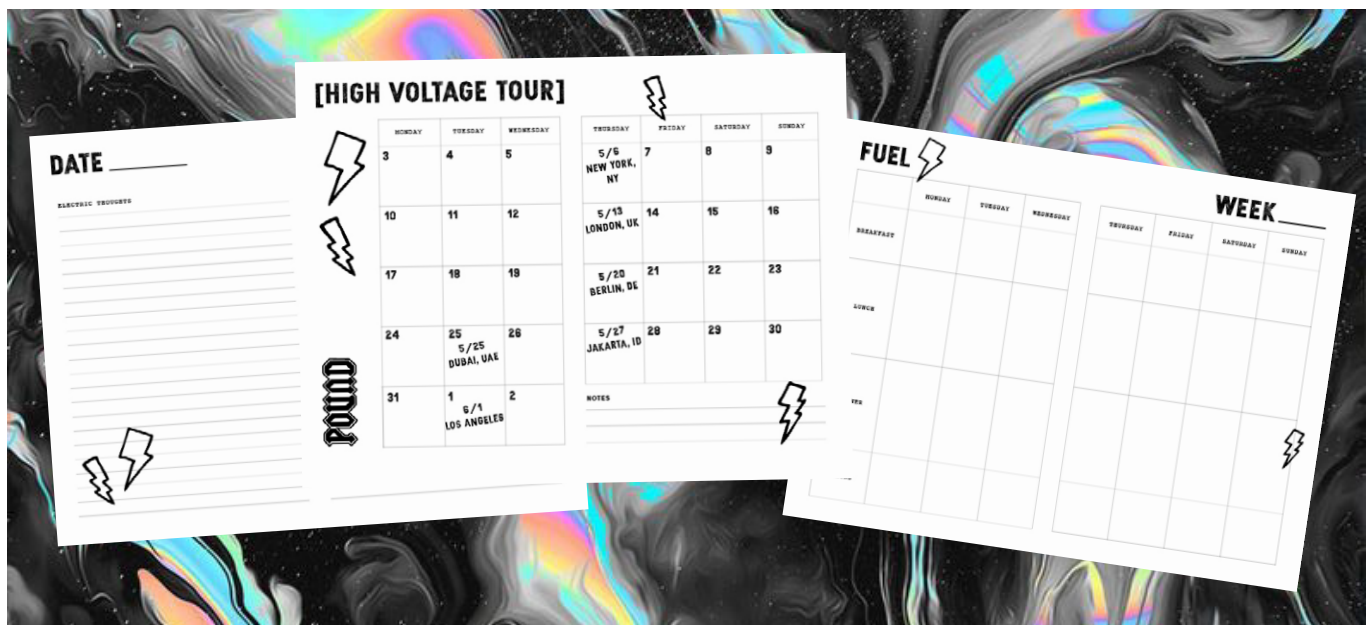 DATE
ELECTRIC THOUGHTS
[HIGH VOLTAGE TOUR]
MONDAY TUESDAY WEDNESDAY THURSDAY FRIDAY SATURDAY SUNDAY
3 4 5 5/6 7 8 9
NEW YORK,
NY
10 11 12 5/13 14 15 16
LONDON, UK
17 18 19 5/20 21 22 23
BERLIN, DE
24 25 26 5/27 28 29 30
5/25 JAKARTA, ID
DUBAI, UAE
31 1 2
6/1
LOS ANGELES
NOTES
POUND
FUEL
WEEK
MONDAY TUESDAY WEDNESDAY THURSDAY FRIDAY SATURDAY SUNDAY
BREAKFAST
LUNCH